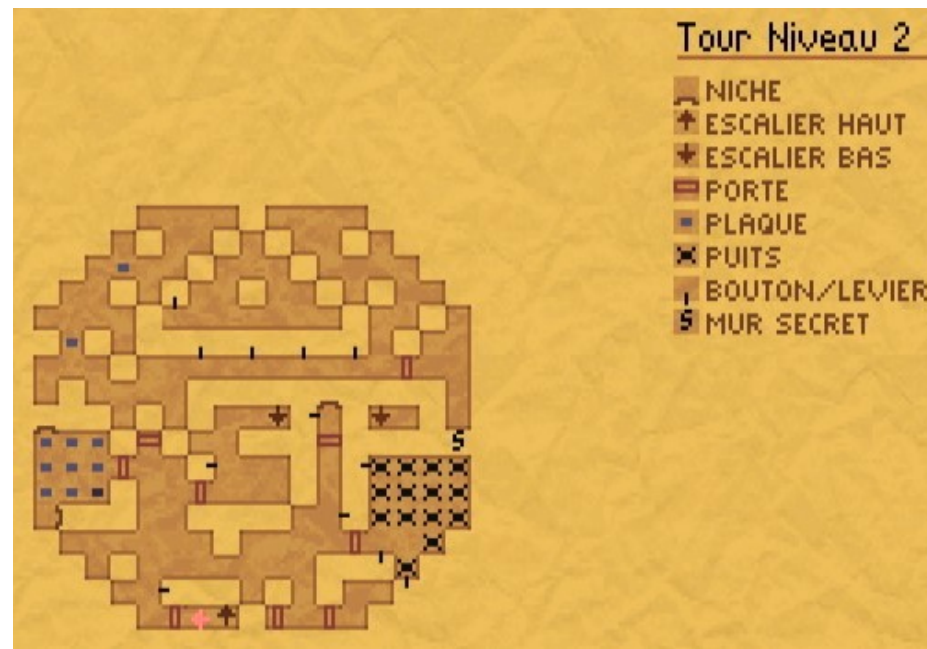 Tour Niveau 2
NICHE
ESCALIER HAUT
ESCALIER BAS
PORTE
PLAQUE
PUITS
BOUTON/LEVIER
S MUR SECRET
S